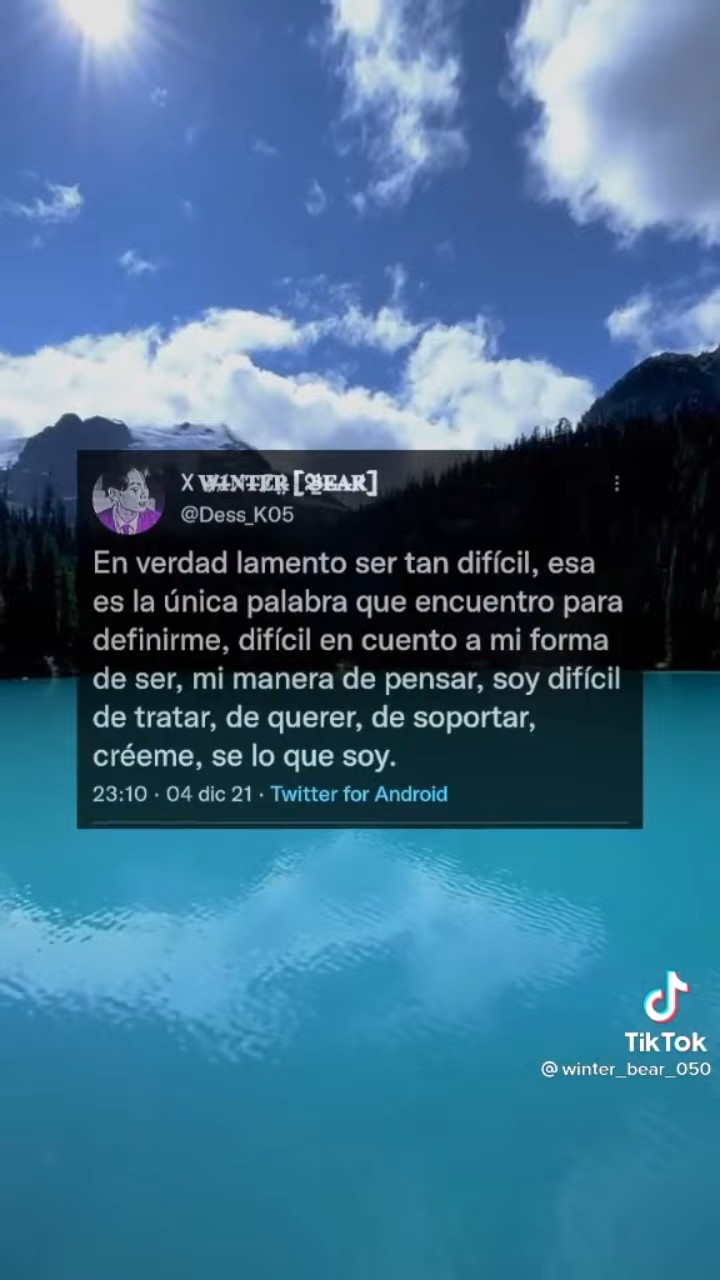 X WINTER [BEAR]
@Dess_K05
En verdad lamento ser tan difícil, esa
es la única palabra que encuentro para
definirme, difícil en cuento a mi forma
de ser, mi manera de pensar, soy difícil
de tratar, de querer, de soportar,
créeme, se lo que soy.
23:10 · 04 dic 21 · Twitter for Android
TikTok
@winter_bear_050